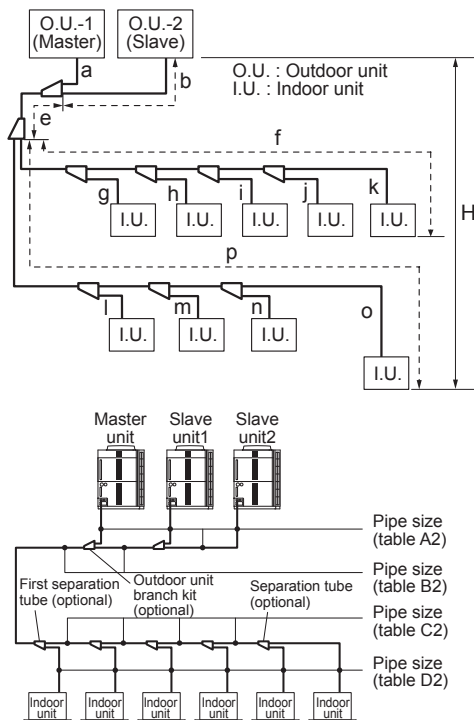 O.U.-1
(Master)
O.U.-2
(Slave)
a
b
O.U. : Outdoor unit
I.U. : Indoor unit
e
f
g
h
i
j
k
I.U.
I.U.
I.U.
I.U.
I.U.
H
p
l
m
n
o
I.U.
I.U.
I.U.
I.U.
Master
unit
Slave
unit1
Slave
unit2
Pipe size
(table A2)
Pipe size
(table B2)
First separation
tube (optional)
Outdoor unit
branch kit
(optional)
Separation tube
(optional)
Pipe size
(table C2)
Pipe size
(table D2)
Indoor
unit
Indoor
unit
Indoor
unit
Indoor
unit
Indoor
unit
Indoor
unit